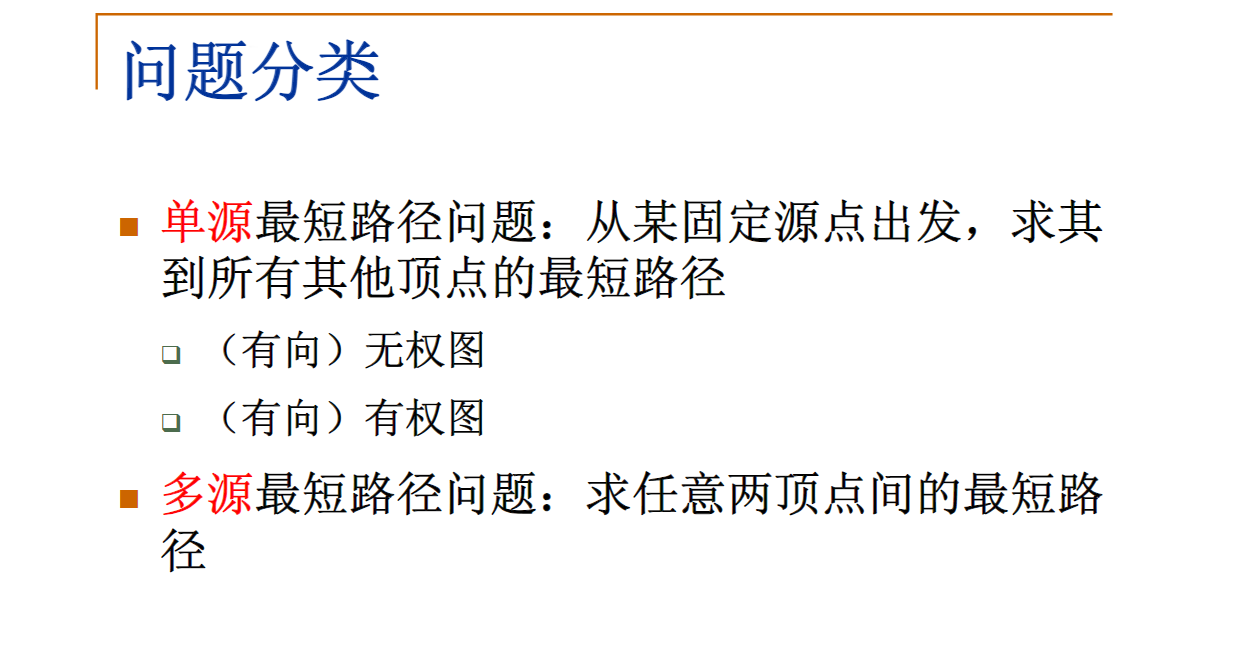 问题分类
单源最短路径问题：从某固定源点出发，求其
到所有其他顶点的最短路径
（有向）无权图
（有向）有权图
多源最短路径问题：求任意两顶点间的最短路
径